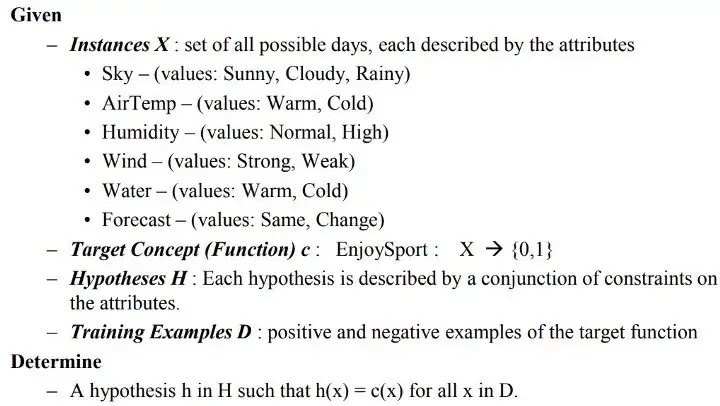 Given
– Instances X : set of all possible days, each described by the attributes
• Sky – (values: Sunny, Cloudy, Rainy)
• AirTemp – (values: Warm, Cold)
• Humidity – (values: Normal, High)
• Wind – (values: Strong, Weak)
• Water – (values: Warm, Cold)
• Forecast – (values: Same, Change)
– Target Concept (Function) c : EnjoySport : X → {0,1}
– Hypotheses H : Each hypothesis is described by a conjunction of constraints on
the attributes.
– Training Examples D : positive and negative examples of the target function
Determine
– A hypothesis h in H such that h(x) = c(x) for all x in D.